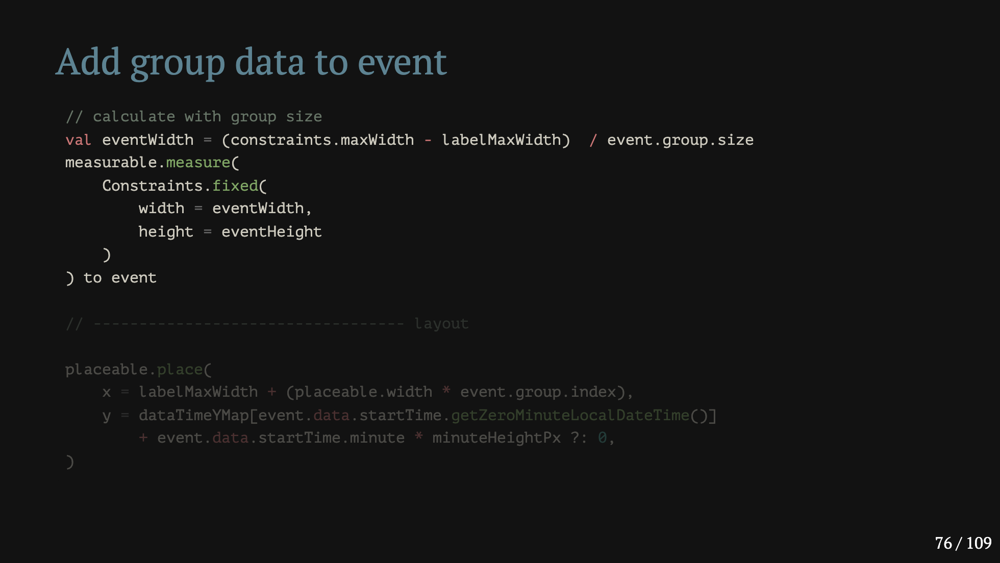 Add group data to event
// calculate with group size
val eventWidth = (constraints.maxWidth - labelMaxWidth)  / event.group.size
measurable.measure(
    Constraints.fixed(
        width = eventWidth,
        height = eventHeight
    )
) to event
// ---------------------------------- layout
placeable.place(
    x = labelMaxWidth + (placeable.width * event.group.index),
    y = dataTimeYMap[event.data.startTime.getZeroMinuteLocalDateTime()]
        + event.data.startTime.minute * minuteHeightPx ?: 0,
)
76 / 109